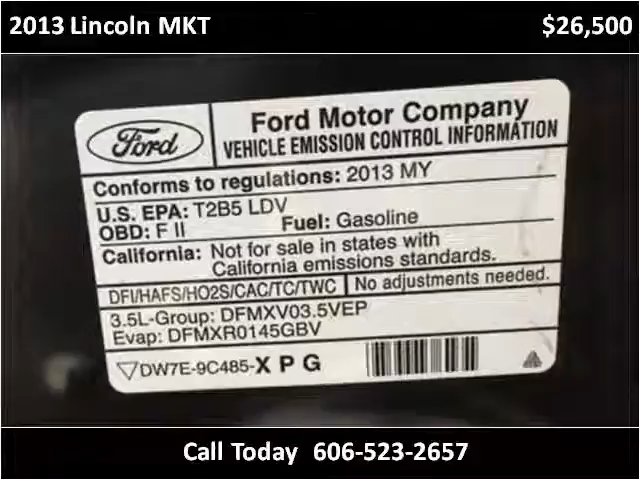 2013 Lincoln MKT
$26,500
Ford
Ford Motor Company
VEHICLE EMISSION CONTROL INFORMATION
Conforms to regulations: 2013 MY
U.S. EPA: T2B5 LDV
OBD: F II
Fuel: Gasoline
California: Not for sale in states with
California emissions standards.
DFI/HAFS/HO2S/CAC/TC/TWC
No adjustments needed.
3.5L-Group: DFMXV03.5VEP
Evap: DFMXR0145GBV
DW7E-9C485-X P G
Call Today 606-523-2657